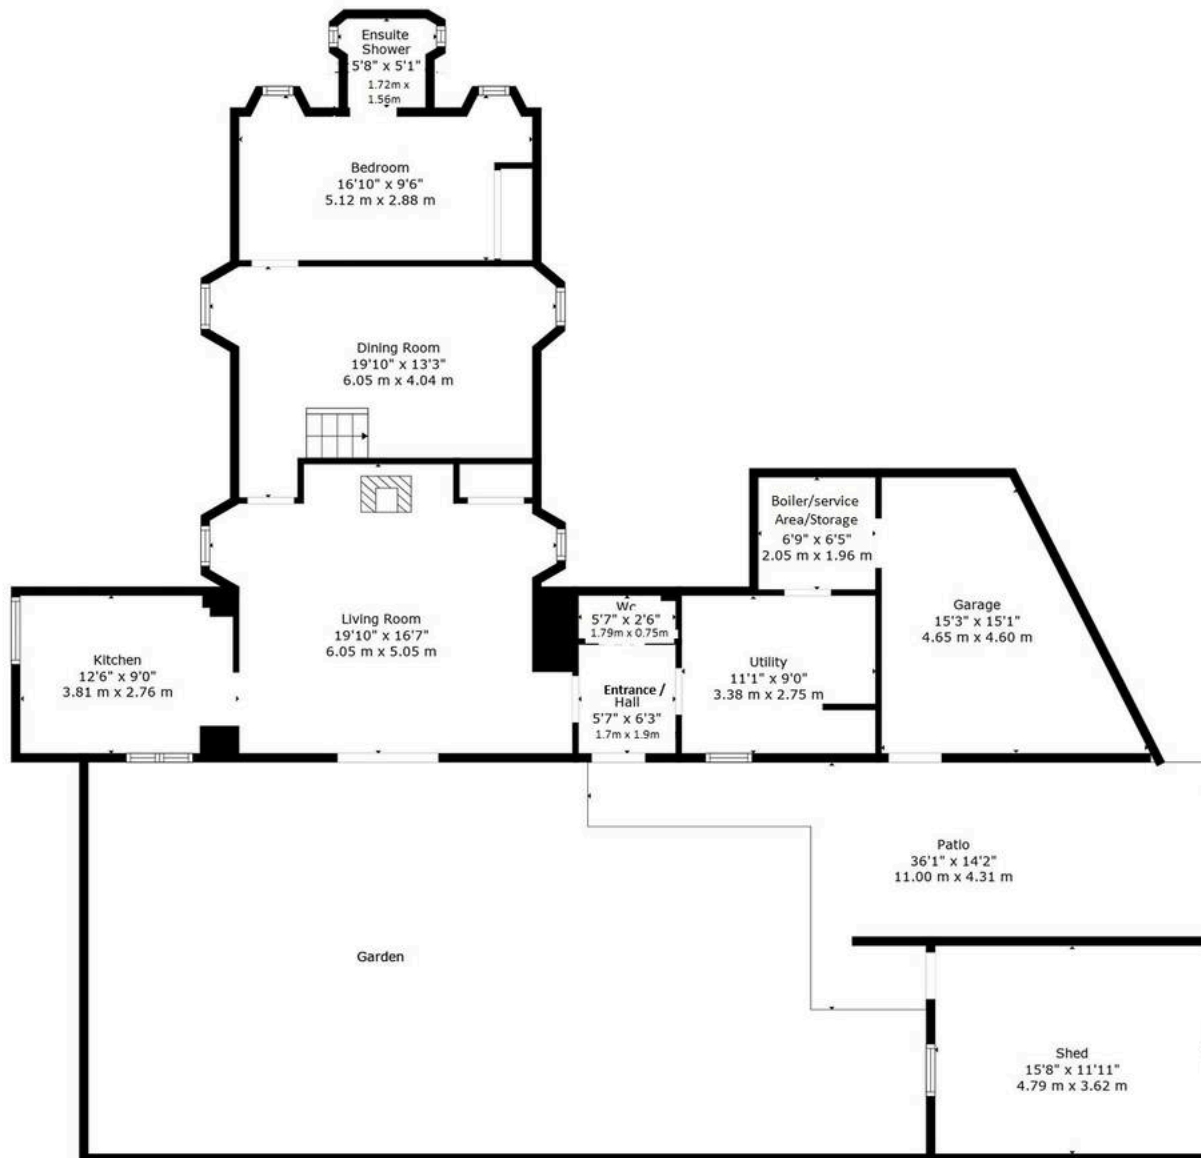 Ensuite
Shower
5'8" x 5'1"
1.72m x
1.56m
Bedroom
16'10" x 9'6"
5.12 m x 2.88 m
Dining Room
19'10" x 13'3"
6.05 m x 4.04 m
Boiler/service
Area/Storage
6'9" x 6'5"
2.05 m x 1.96 m
Garage
15'3" x 15'1"
4.65 m x 4.60 m
Wc
5'7" x 2'6"
1.79m x 0.75m
Living Room
19'10" x 16'7"
6.05 m x 5.05 m
Kitchen
12'6" x 9'0"
3.81 m x 2.76 m
Utility
11'1" x 9'0"
3.38 m x 2.75 m
Entrance /
Hall
5'7" x 6'3"
1.7m x 1.9m
Patio
36'1" x 14'2"
11.00 m x 4.31 m
Garden
Shed
15'8" x 11'11"
4.79 m x 3.62 m